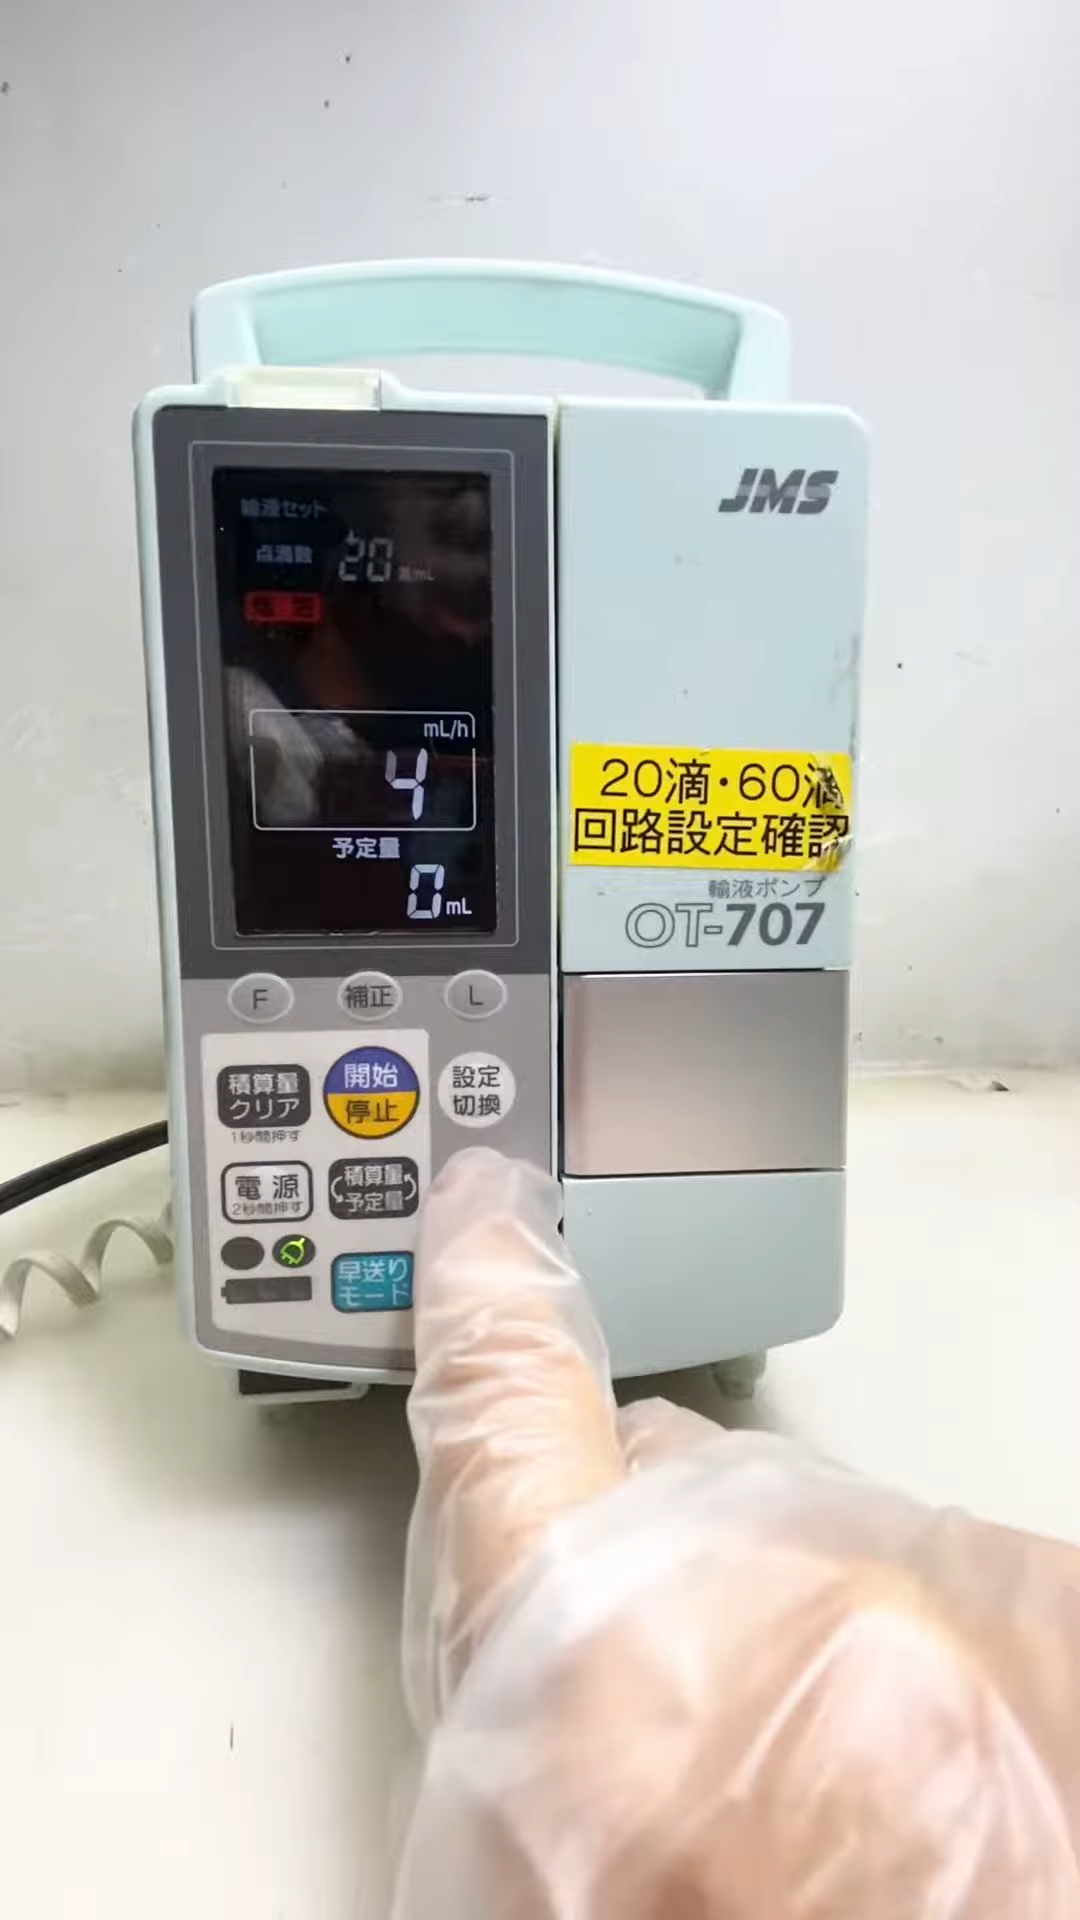 輸液セット
点滴数 20 滴/mL
mL/h
4
予定量
0 mL
F
補正
L
積算量
クリア
1秒間押す
開始
停止
設定
切換
電源
2秒間押す
積算量
予定量
早送り
モード
JMS
20滴・60滴
回路設定確認
輸液ポンプ
OT-707